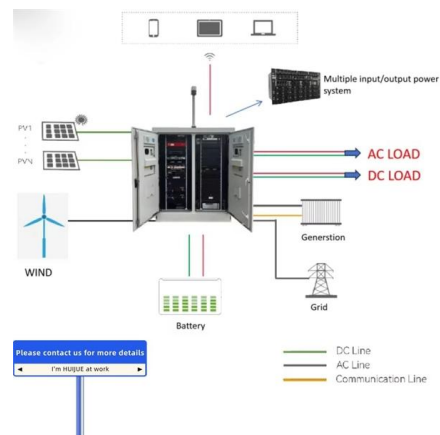 Multiple input/output power
system
PV1
PVN
AC LOAD
DC LOAD
Generstion
WIND
Grid
Battery
Please contact us for more details
I'm HUIJUE at work
DC Line
AC Line
Communication Line